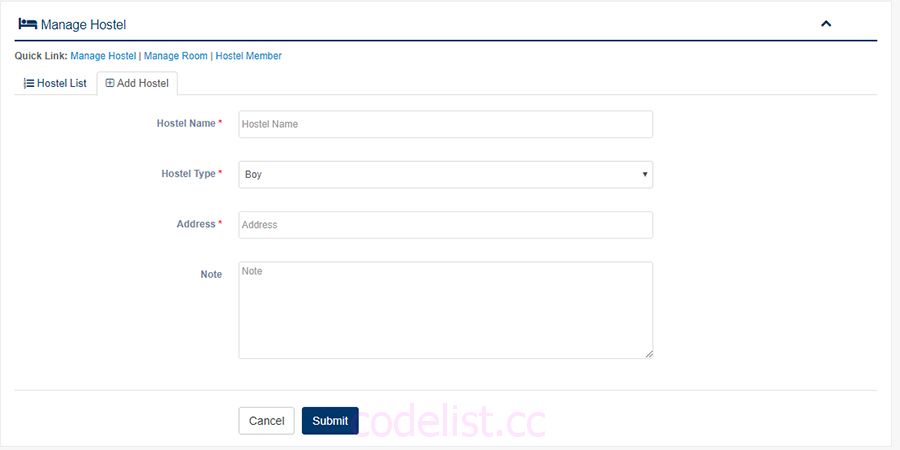 Manage Hostel
Quick Link: Manage Hostel | Manage Room | Hostel Member
Hostel List Add Hostel
Hostel Name * Hostel Name
Hostel Type * Boy
Address * Address
Note Note
Cancel Submit codelist.cc